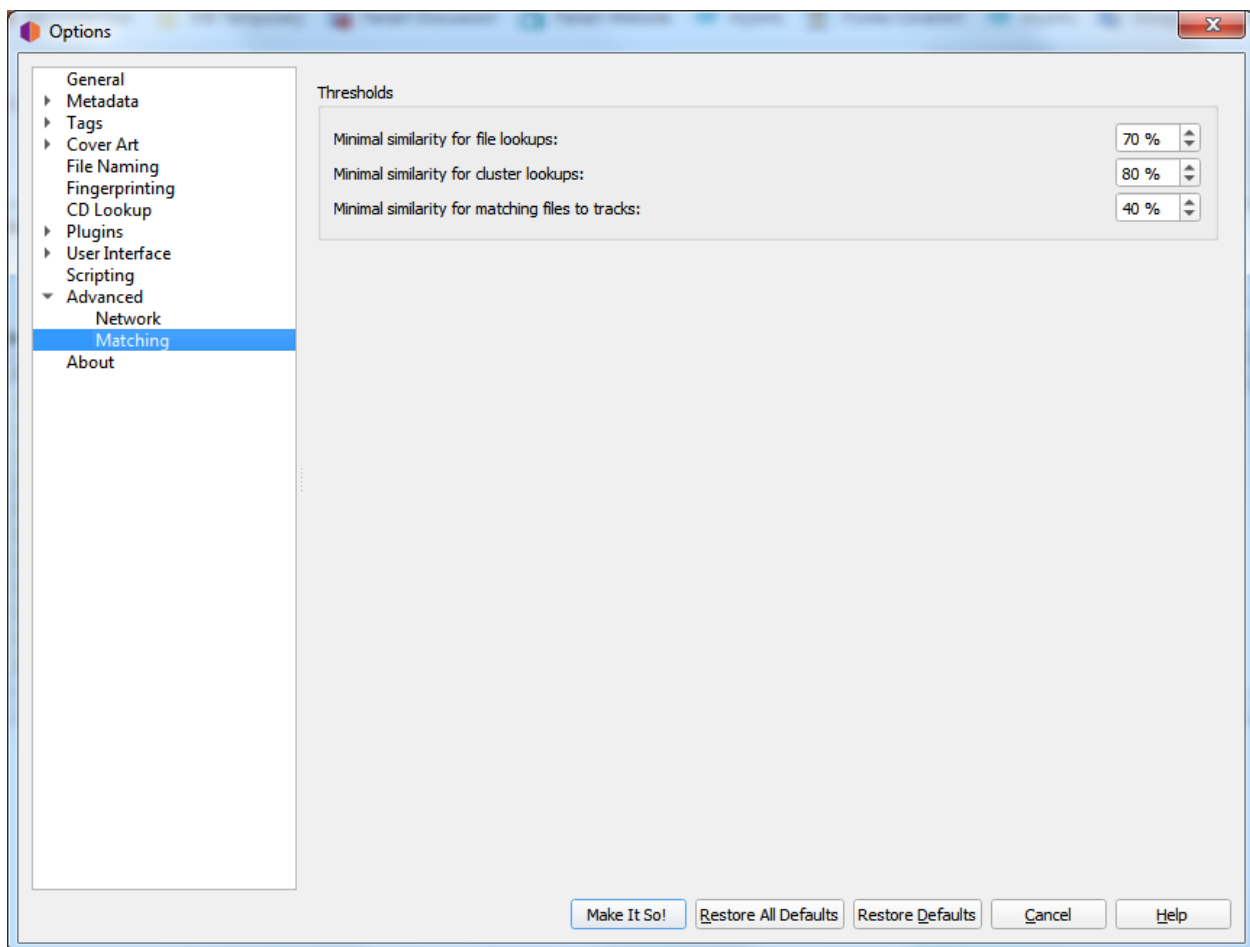 Options
General
Metadata
Tags
Cover Art
File Naming
Fingerprinting
CD Lookup
Plugins
User Interface
Scripting
Advanced
Network
Matching
About
Thresholds
Minimal similarity for file lookups: 70 %
Minimal similarity for cluster lookups: 80 %
Minimal similarity for matching files to tracks: 40 %
Make It So! Restore All Defaults Restore Defaults Cancel Help